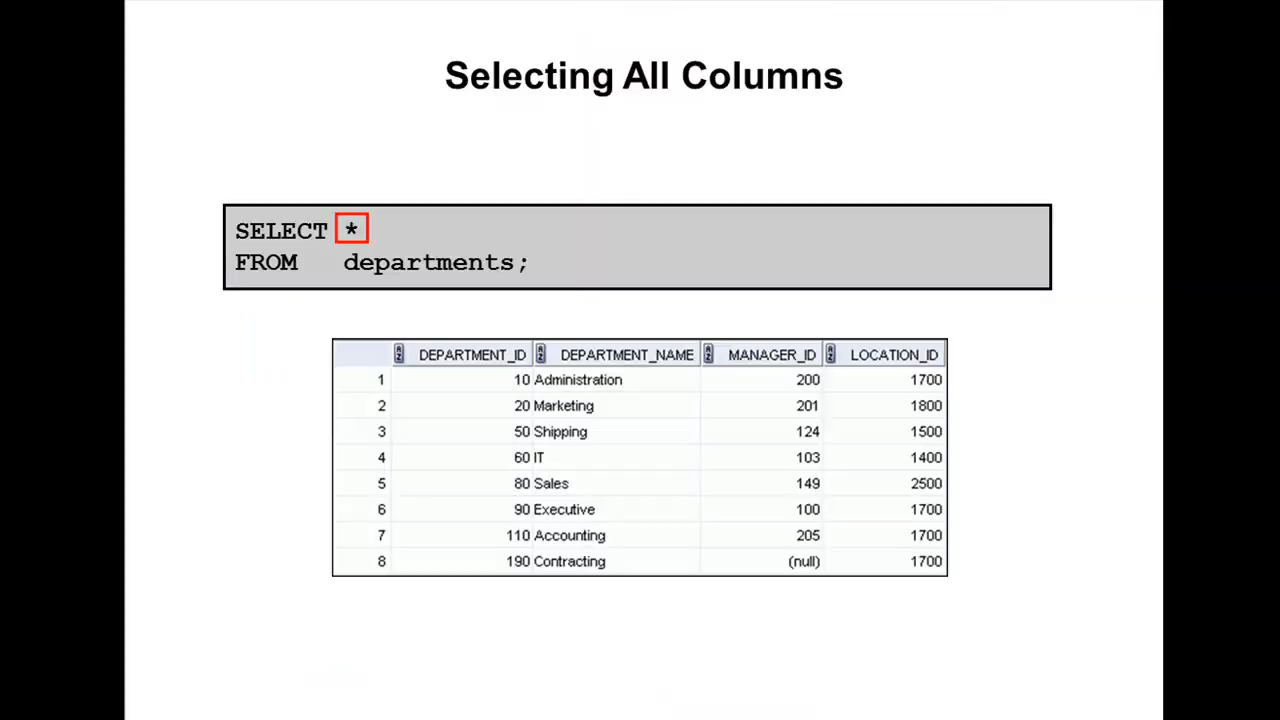 Selecting All Columns
SELECT *
FROM departments;
DEPARTMENT_ID DEPARTMENT_NAME MANAGER_ID LOCATION_ID
1 10 Administration 200 1700
2 20 Marketing 201 1800
3 50 Shipping 124 1500
4 60 IT 103 1400
5 80 Sales 149 2500
6 90 Executive 100 1700
7 110 Accounting 205 1700
8 190 Contracting (null) 1700